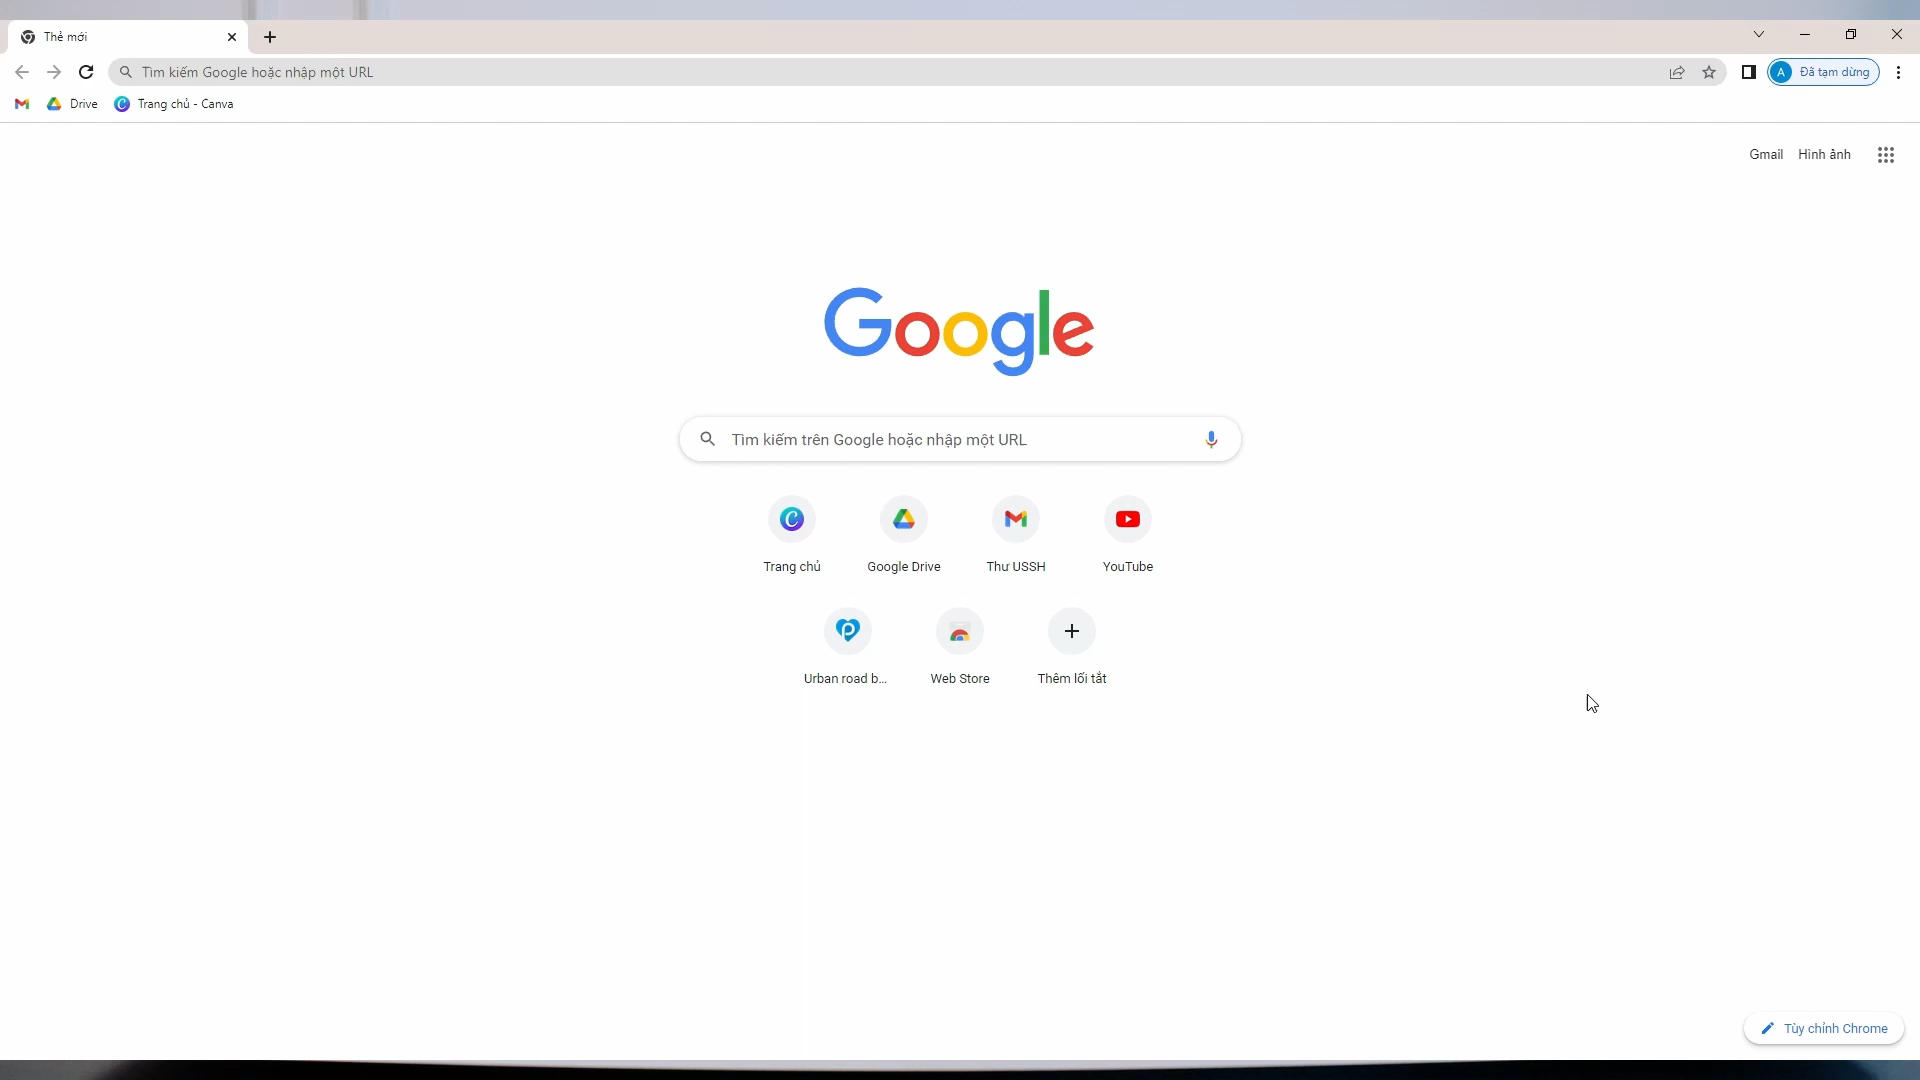 Thẻ mới
Tìm kiếm Google hoặc nhập một URL
A Đã tạm dừng
Drive
Trang chủ - Canva
Gmail Hình ảnh
Google
Tìm kiếm trên Google hoặc nhập một URL
Trang chủ
Google Drive
Thư USSH
YouTube
Urban road b...
Web Store
Thêm lối tắt
Tùy chỉnh Chrome